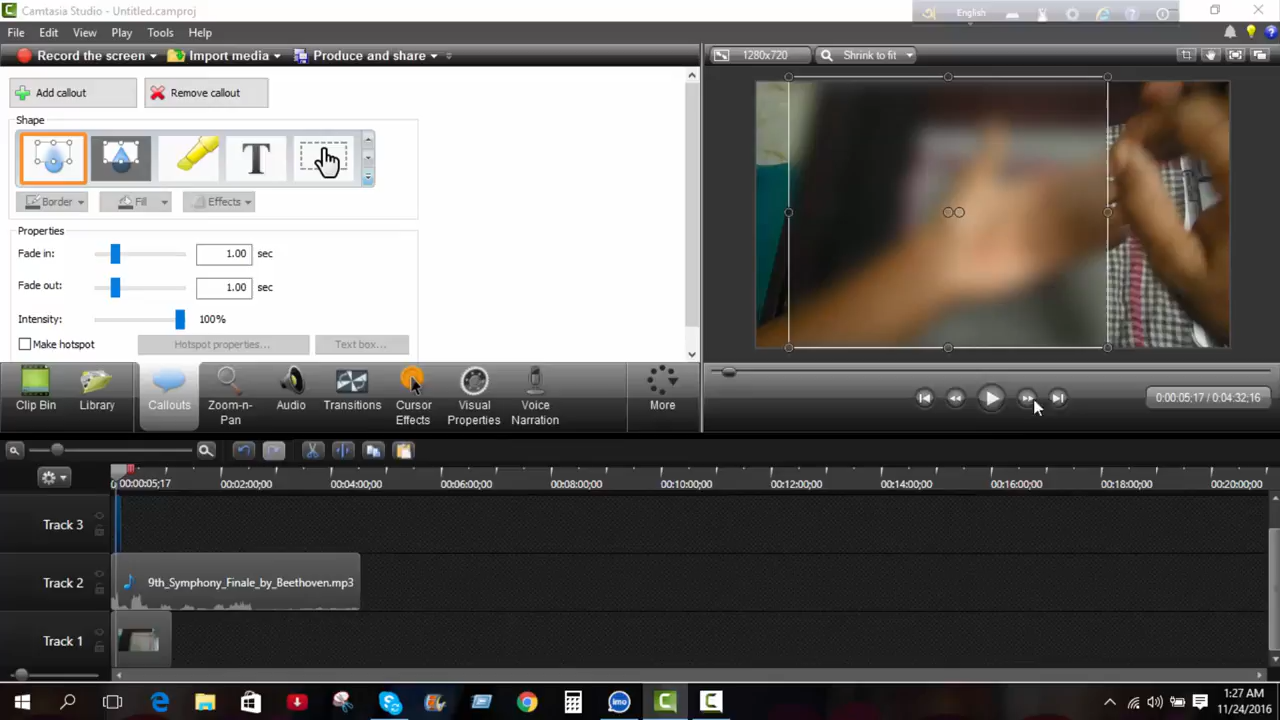 Camtasia Studio - Untitled.camproj
English
File Edit View Play Tools Help
Record the screen Import media Produce and share
1280x720 Shrink to fit
Add callout Remove callout
Shape
T
Border Fill Effects
Properties
Fade in: 1.00 sec
Fade out: 1.00 sec
Intensity: 100%
Make hotspot Hotspot properties... Text box...
Clip Bin Library Callouts Zoom-n-Pan Audio Transitions Cursor Effects Visual Properties Voice Narration More
0:00:05;17 / 0:04:32;16
00:00:05;17 00:02:00;00 00:04:00;00 00:06:00;00 00:08:00;00 00:10:00;00 00:12:00;00 00:14:00;00 00:16:00;00 00:18:00;00 00:20:00;00
Track 3
Track 2 9th_Symphony_Finale_by_Beethoven.mp3
Track 1
imo
1:27 AM
11/24/2016